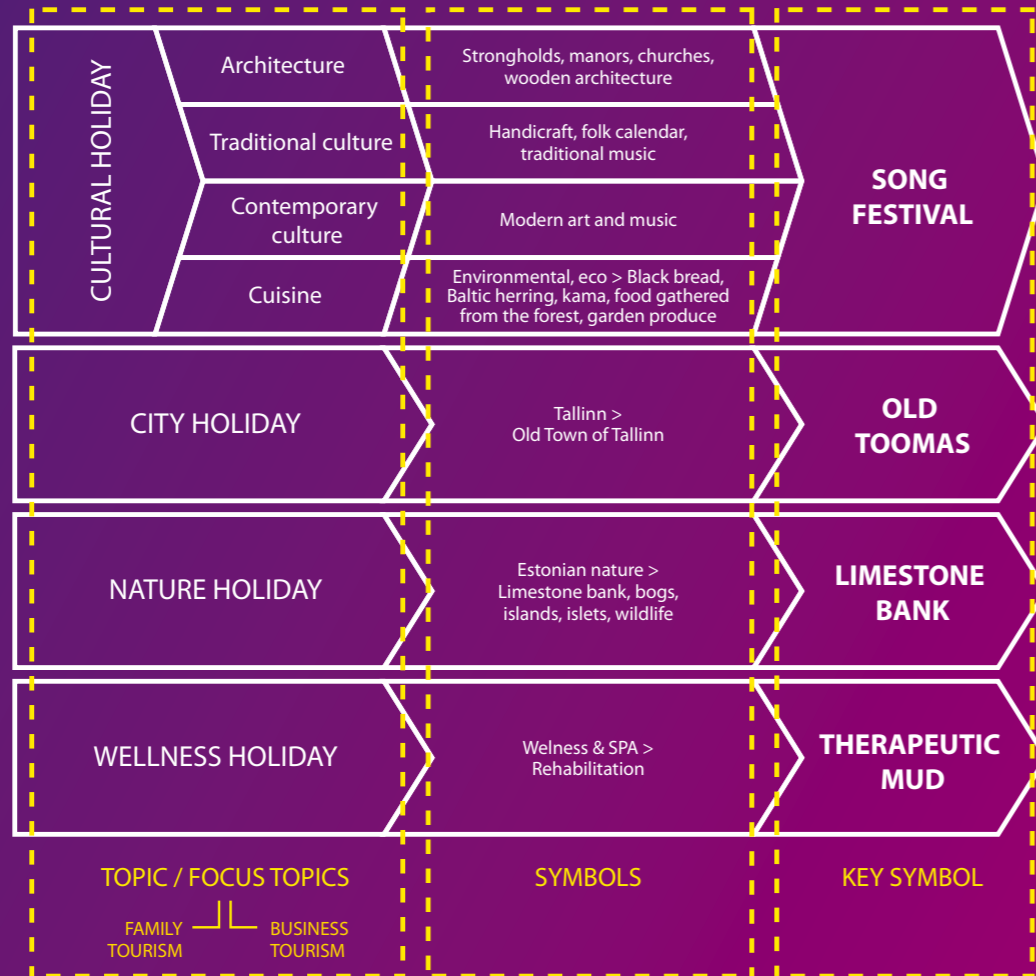 CULTURAL HOLIDAY
Architecture
Strongholds, manors, churches,
wooden architecture
Traditional culture
Handicraft, folk calendar,
traditional music
Contemporary
culture
Modern art and music
Cuisine
Environmental, eco > Black bread,
Baltic herring, kama, food gathered
from the forest, garden produce
SONG
FESTIVAL
CITY HOLIDAY
Tallinn >
Old Town of Tallinn
OLD
TOOMAS
NATURE HOLIDAY
Estonian nature >
Limestone bank, bogs,
islands, islets, wildlife
LIMESTONE
BANK
WELLNESS HOLIDAY
Welness & SPA >
Rehabilitation
THERAPEUTIC
MUD
TOPIC / FOCUS TOPICS
FAMILY
TOURISM
BUSINESS
TOURISM
SYMBOLS
KEY SYMBOL